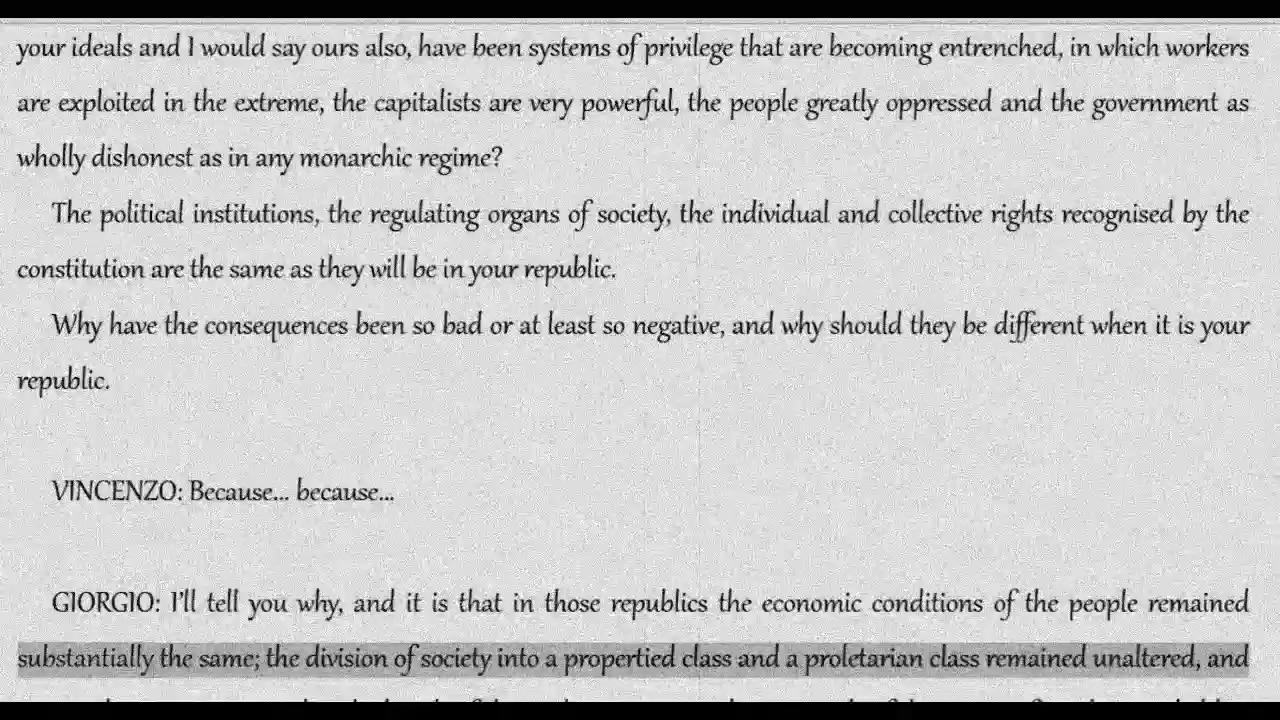 your ideals and I would say ours also, have been systems of privilege that are becoming entrenched, in which workers
are exploited in the extreme, the capitalists are very powerful, the people greatly oppressed and the government as
wholly dishonest as in any monarchic regime?
The political institutions, the regulating organs of society, the individual and collective rights recognised by the
constitution are the same as they will be in your republic.
Why have the consequences been so bad or at least so negative, and why should they be different when it is your
republic.
VINCENZO: Because... because...
GIORGIO: I'll tell you why, and it is that in those republics the economic conditions of the people remained
substantially the same; the division of society into a propertied class and a proletarian class remained unaltered, and